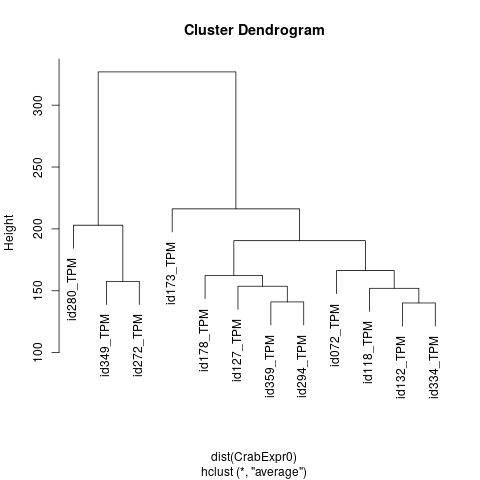 Cluster Dendrogram
Height
300
250
200
150
100
id280_TPM
id349_TPM
id272_TPM
id173_TPM
id178_TPM
id127_TPM
id359_TPM
id294_TPM
id072_TPM
id118_TPM
id132_TPM
id334_TPM
dist(CrabExpr0)
hclust (*, "average")